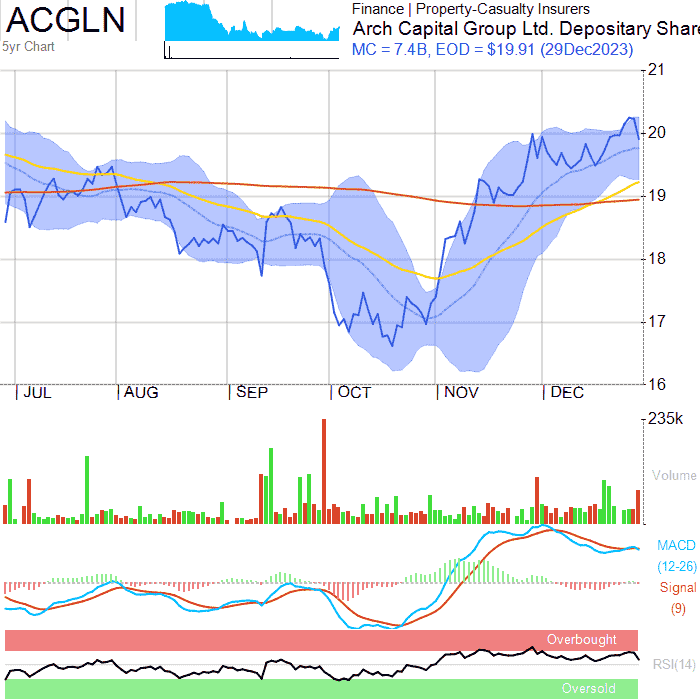 ACGLN
5yr Chart
Finance | Property-Casualty Insurers
Arch Capital Group Ltd. Depositary Share
MC = 7.4B, EOD = $19.91 (29Dec2023)
21
20
19
18
17
16
| JUL | AUG | SEP | OCT | NOV | DEC
235k
Volume
MACD
(12-26)
Signal
(9)
Overbought
RSI(14)
Oversold